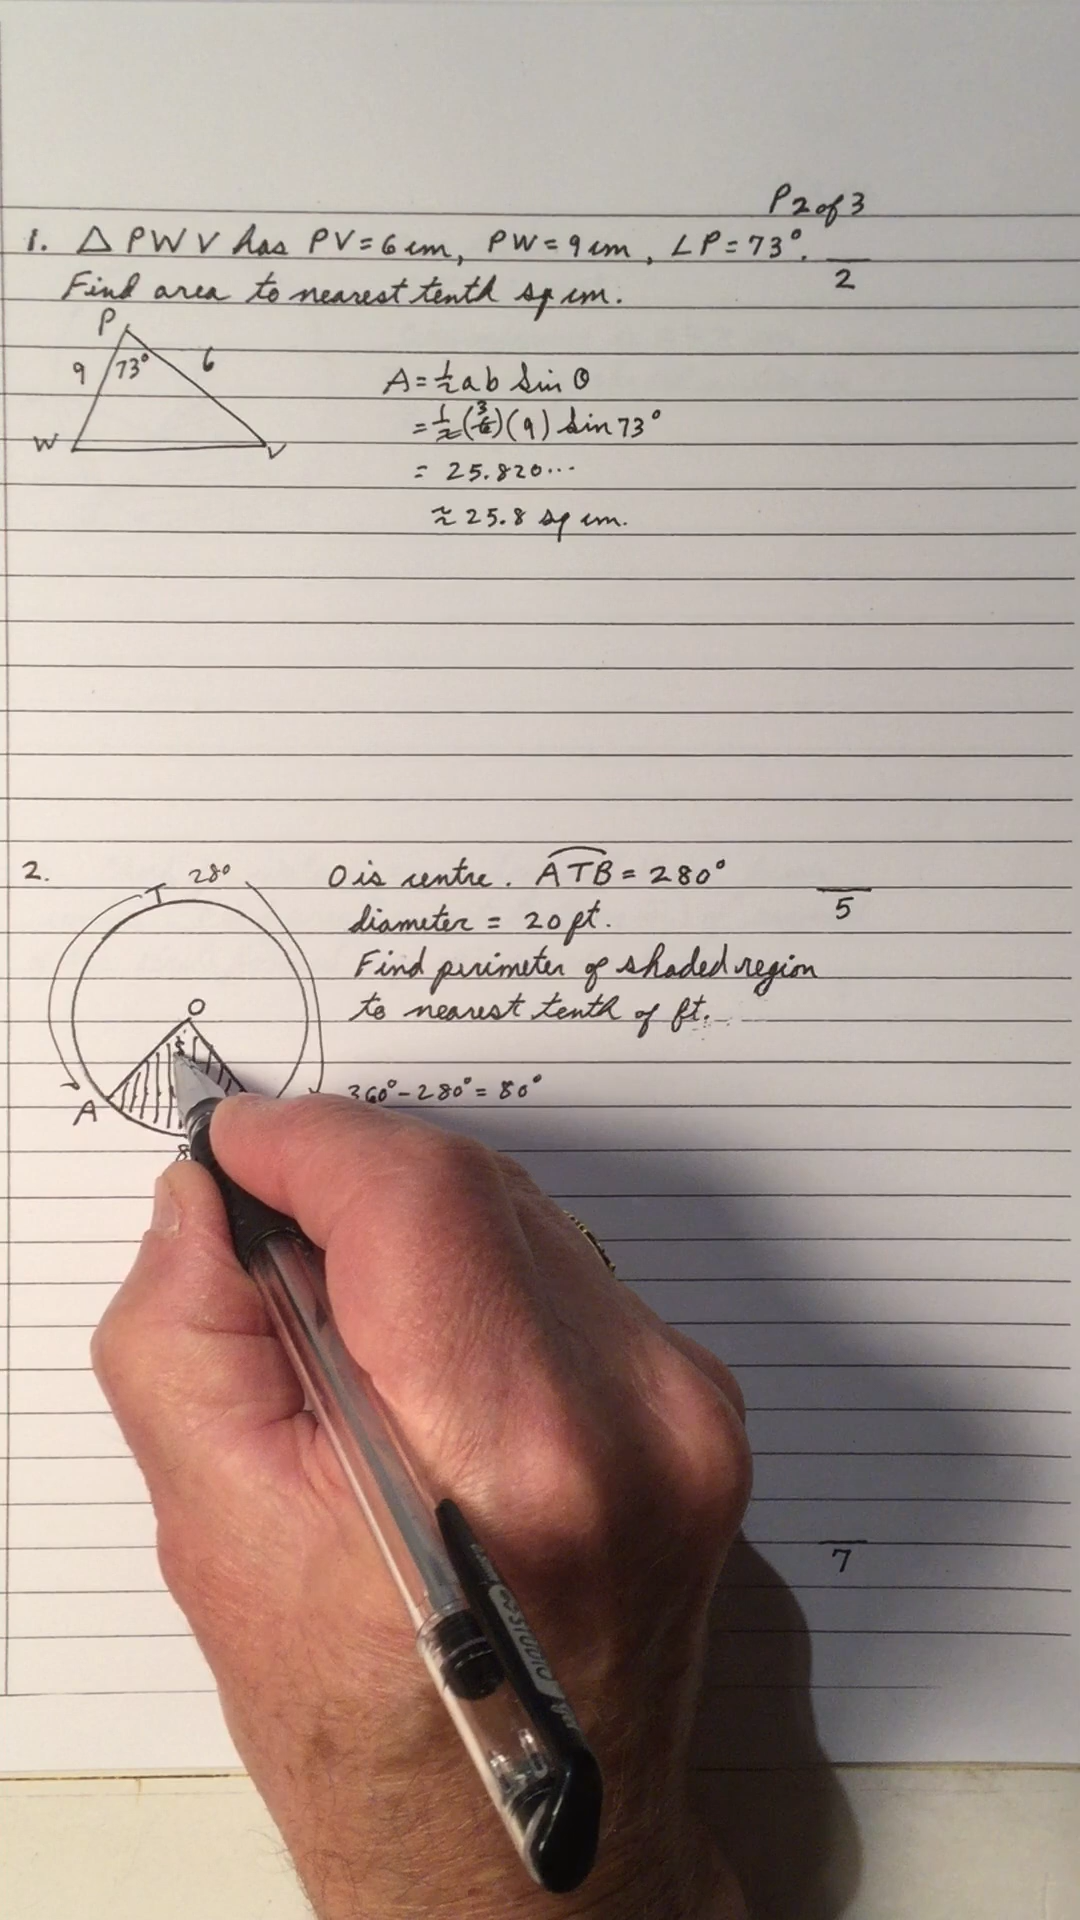 P2 of 3
1. △ PWV has PV = 6 cm, PW = 9 cm, ∠P = 73°.
2
Find area to nearest tenth sq cm.
P
9 73° 6
W V
A = ½ a b Sin θ
= ½ (6) (9) Sin 73°
3
= 25.820...
≈ 25.8 sq cm.
2.
T 280
O
A
8
O is centre. ATB = 280°
5
diameter = 20 ft.
Find perimeter of shaded region
to nearest tenth of ft.
360° - 280° = 80°
7